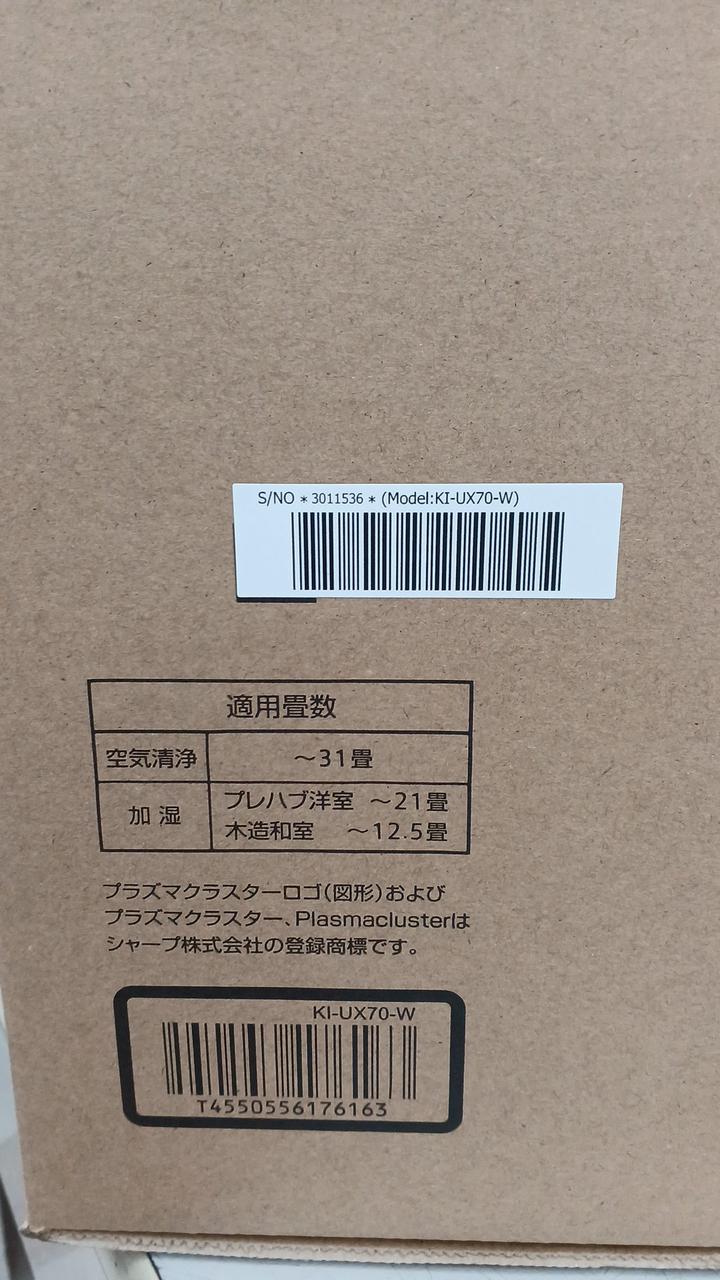 S/NO * 3011536 * (Model:KI-UX70-W)
適用畳数
空気清浄 ～31畳
加湿 プレハブ洋室 ～21畳
木造和室 ～12.5畳
プラズマクラスターロゴ(図形)および
プラズマクラスター、Plasmaclusterは
シャープ株式会社の登録商標です。
KI-UX70-W
T4550556176163